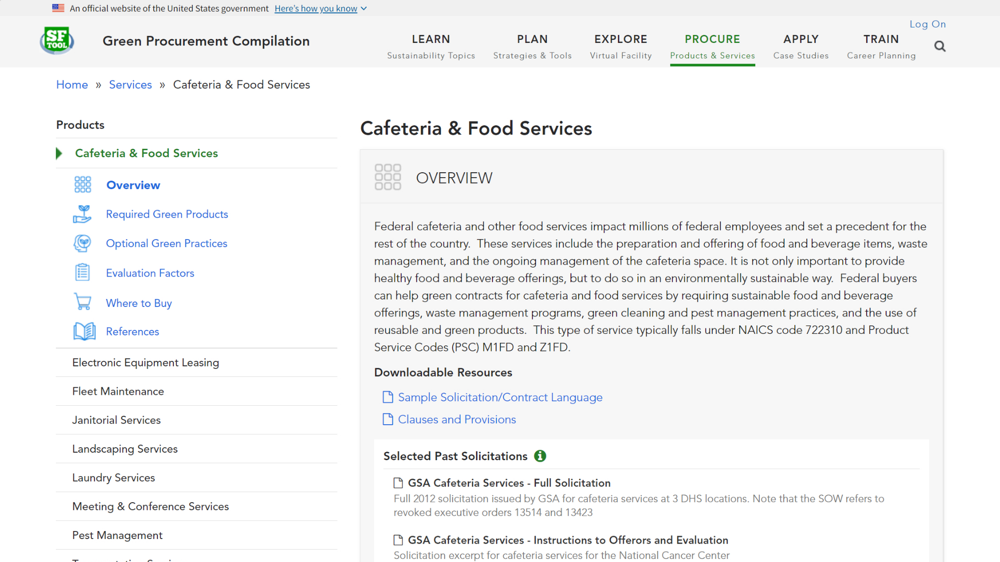 An official website of the United States government Here's how you know
Log On
SF TOOL
Green Procurement Compilation
LEARN
Sustainability Topics
PLAN
Strategies & Tools
EXPLORE
Virtual Facility
PROCURE
Products & Services
APPLY
Case Studies
TRAIN
Career Planning
Home » Services » Cafeteria & Food Services
Products
Cafeteria & Food Services
Overview
Required Green Products
Optional Green Practices
Evaluation Factors
Where to Buy
References
Electronic Equipment Leasing
Fleet Maintenance
Janitorial Services
Landscaping Services
Laundry Services
Meeting & Conference Services
Pest Management
Cafeteria & Food Services
OVERVIEW
Federal cafeteria and other food services impact millions of federal employees and set a precedent for the
rest of the country. These services include the preparation and offering of food and beverage items, waste
management, and the ongoing management of the cafeteria space. It is not only important to provide
healthy food and beverage offerings, but to do so in an environmentally sustainable way. Federal buyers
can help green contracts for cafeteria and food services by requiring sustainable food and beverage
offerings, waste management programs, green cleaning and pest management practices, and the use of
reusable and green products. This type of service typically falls under NAICS code 722310 and Product
Service Codes (PSC) M1FD and Z1FD.
Downloadable Resources
Sample Solicitation/Contract Language
Clauses and Provisions
Selected Past Solicitations
GSA Cafeteria Services - Full Solicitation
Full 2012 solicitation issued by GSA for cafeteria services at 3 DHS locations. Note that the SOW refers to
revoked executive orders 13514 and 13423
GSA Cafeteria Services - Instructions to Offerors and Evaluation
Solicitation excerpt for cafeteria services for the National Cancer Center